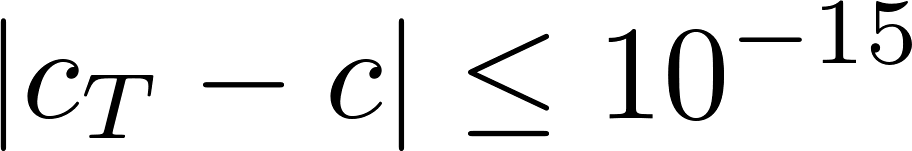 |c_T − c| ≤ 10^{−15}